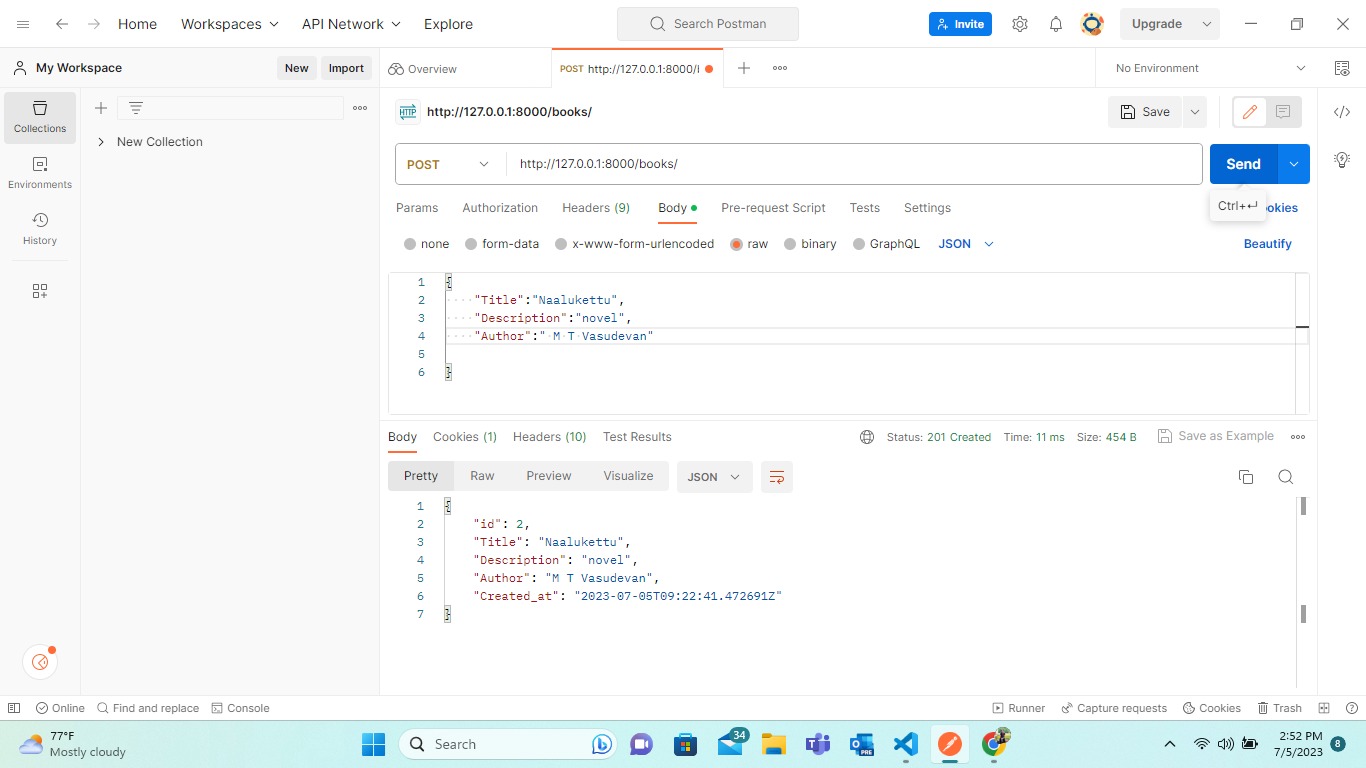 Home Workspaces API Network Explore Search Postman Invite Upgrade
My Workspace New Import Overview POST http://127.0.0.1:8000/ No Environment
Collections
New Collection
Environments
History
HTTP http://127.0.0.1:8000/books/ Save
POST http://127.0.0.1:8000/books/ Send
Ctrl+↵ ookies
Params Authorization Headers (9) Body Pre-request Script Tests Settings
none form-data x-www-form-urlencoded raw binary GraphQL JSON Beautify
1 {
2 "Title":"Naalukettu",
3 "Description":"novel",
4 "Author":" M T Vasudevan"
5
6 }
Body Cookies (1) Headers (10) Test Results Status: 201 Created Time: 11 ms Size: 454 B Save as Example
Pretty Raw Preview Visualize JSON
1 {
2 "id": 2,
3 "Title": "Naalukettu",
4 "Description": "novel",
5 "Author": "M T Vasudevan",
6 "Created_at": "2023-07-05T09:22:41.472691Z"
7 }
Online Find and replace Console Runner Capture requests Cookies Trash
77°F
Mostly cloudy
Search
34
PRE
2:52 PM
7/5/2023
8